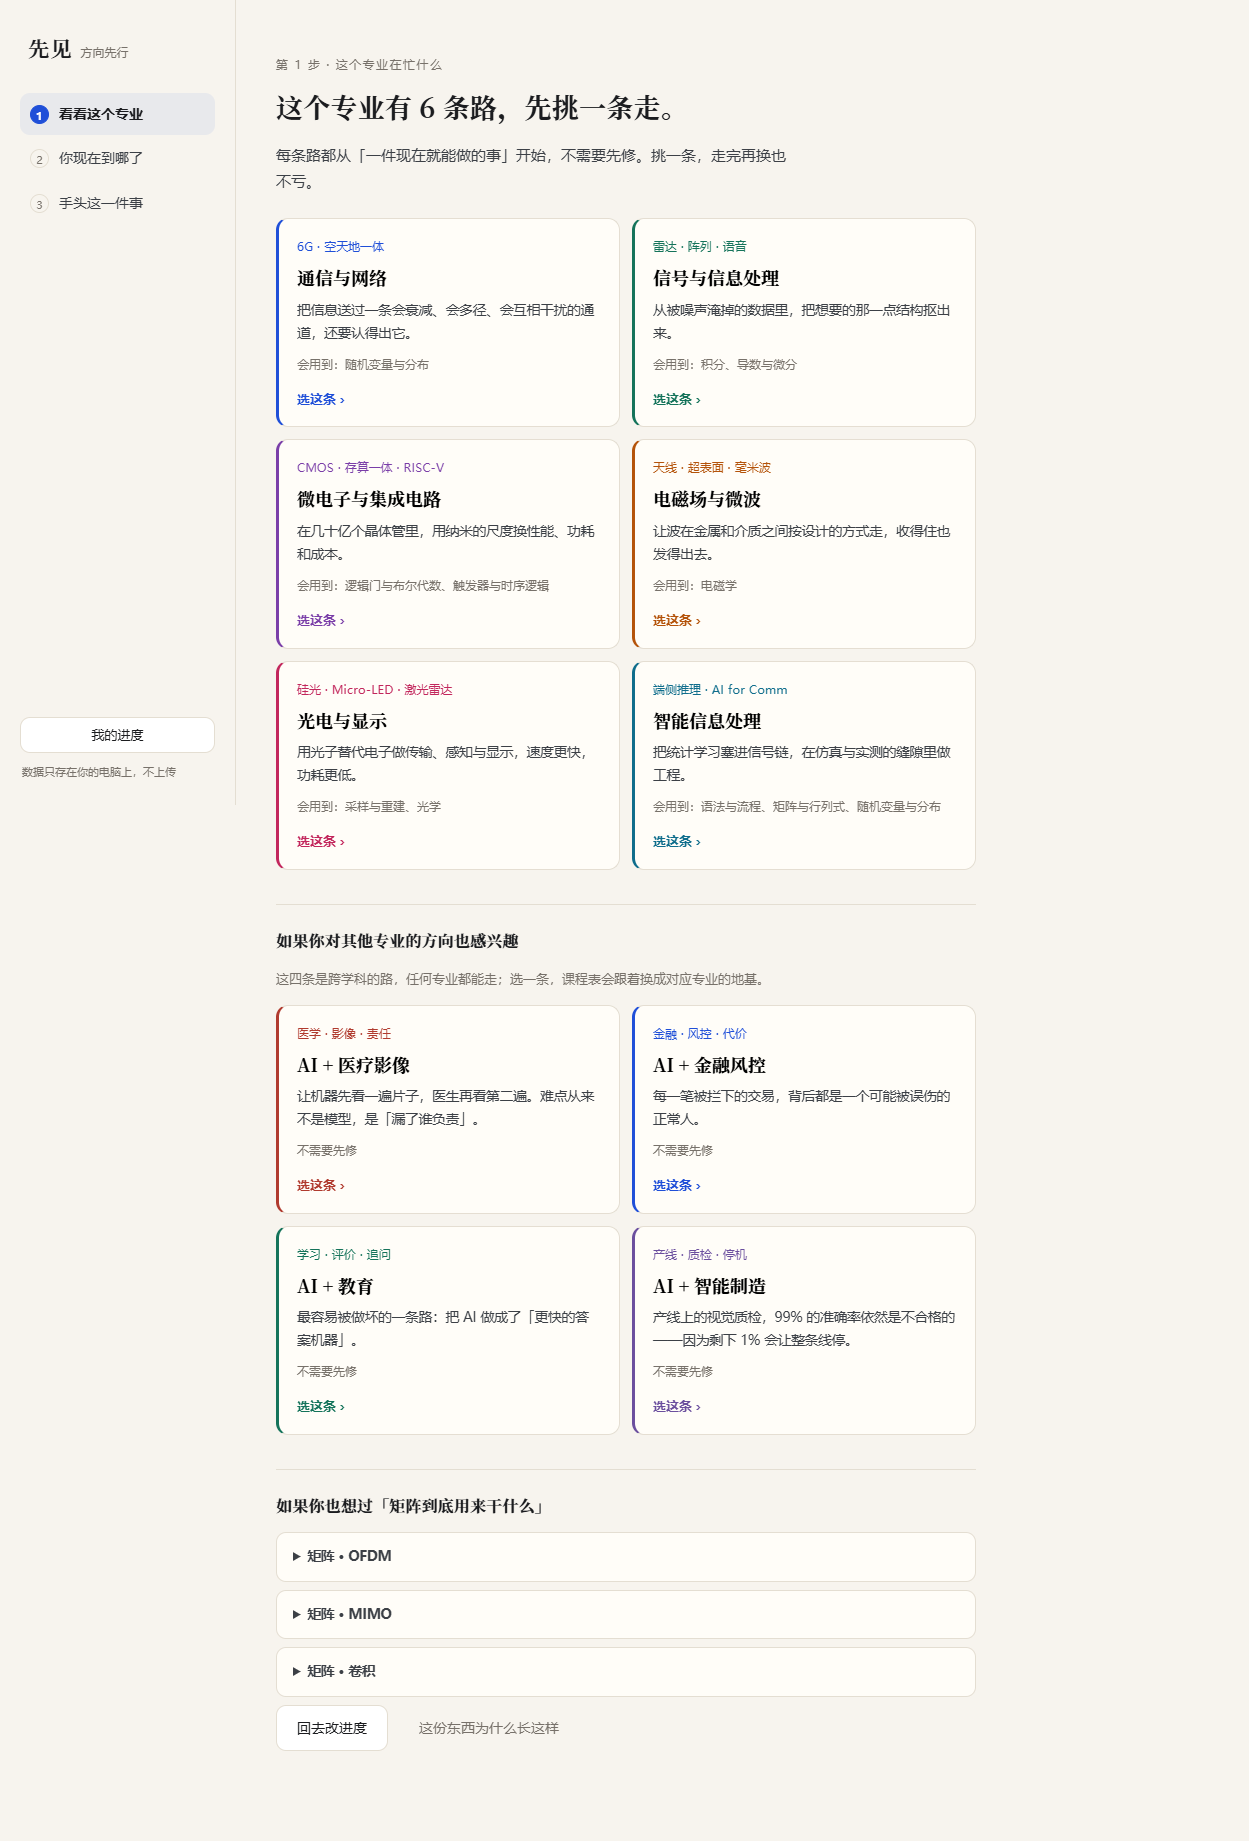 先见 方向先行
1 看看这个专业
2 你现在到哪了
3 手头这一件事
我的进度
数据只存在你的电脑上，不上传
第 1 步 · 这个专业在忙什么
这个专业有 6 条路，先挑一条走。
每条路都从「一件现在就能做的事」开始，不需要先修。挑一条，走完再换也
不亏。
6G · 空天地一体
通信与网络
把信息送过一条会衰减、会多径、会互相干扰的通
道，还要认得出它。
会用到：随机变量与分布
选这条 ›
雷达 · 阵列 · 语音
信号与信息处理
从被噪声淹掉的数据里，把想要的那一点结构抠出
来。
会用到：积分、导数与微分
选这条 ›
CMOS · 存算一体 · RISC-V
微电子与集成电路
在几十亿个晶体管里，用纳米的尺度换性能、功耗
和成本。
会用到：逻辑门与布尔代数、触发器与时序逻辑
选这条 ›
天线 · 超表面 · 毫米波
电磁场与微波
让波在金属和介质之间按设计的方式走，收得住也
发得出去。
会用到：电磁学
选这条 ›
硅光 · Micro-LED · 激光雷达
光电与显示
用光子替代电子做传输、感知与显示，速度更快，
功耗更低。
会用到：采样与重建、光学
选这条 ›
端侧推理 · AI for Comm
智能信息处理
把统计学习塞进信号链，在仿真与实测的缝隙里做
工程。
会用到：语法与流程、矩阵与行列式、随机变量与分布
选这条 ›
如果你对其他专业的方向也感兴趣
这四条是跨学科的路，任何专业都能走；选一条，课程表会跟着换成对应专业的地基。
医学 · 影像 · 责任
AI + 医疗影像
让机器先看一遍片子，医生再看第二遍。难点从来
不是模型，是「漏了谁负责」。
不需要先修
选这条 ›
金融 · 风控 · 代价
AI + 金融风控
每一笔被拦下的交易，背后都是一个可能被误伤的
正常人。
不需要先修
选这条 ›
学习 · 评价 · 追问
AI + 教育
最容易被做坏的一条路：把 AI 做成了「更快的答
案机器」。
不需要先修
选这条 ›
产线 · 质检 · 停机
AI + 智能制造
产线上的视觉质检，99% 的准确率依然是不合格的
——因为剩下 1% 会让整条线停。
不需要先修
选这条 ›
如果你也想过「矩阵到底用来干什么」
▶ 矩阵 • OFDM
▶ 矩阵 • MIMO
▶ 矩阵 • 卷积
回去改进度 这份东西为什么长这样